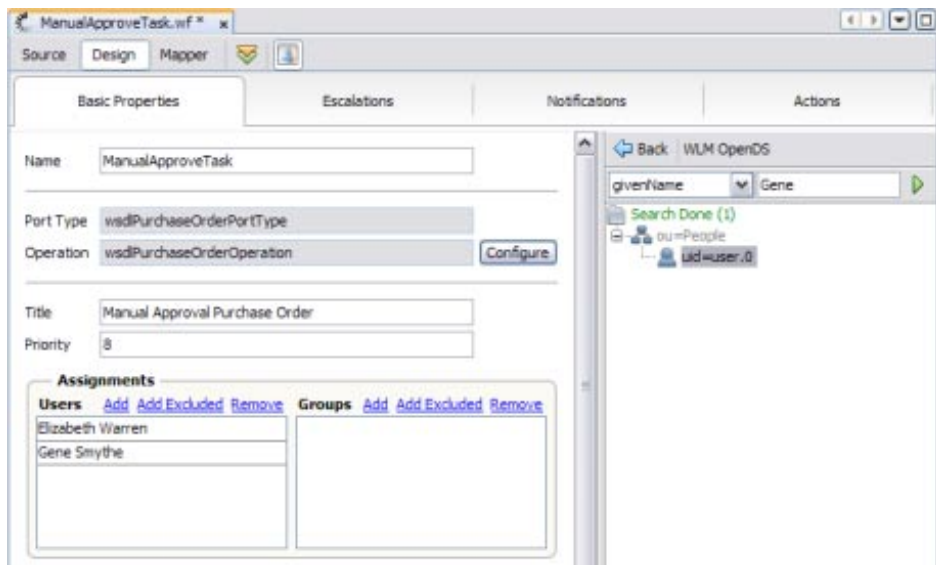 ManualApproveTask.wf *
Source Design Mapper
Basic Properties Escalations Notifications Actions
Name ManualApproveTask
Port Type wsdlPurchaseOrderPortType
Operation wsdlPurchaseOrderOperation Configure
Title Manual Approval Purchase Order
Priority 8
Assignments
Users Add Add Excluded Remove Groups Add Add Excluded Remove
Elizabeth Warren
Gene Smythe
Back WLM OpenDS
givenName Gene
Search Done (1)
ou=People
uid=user.0